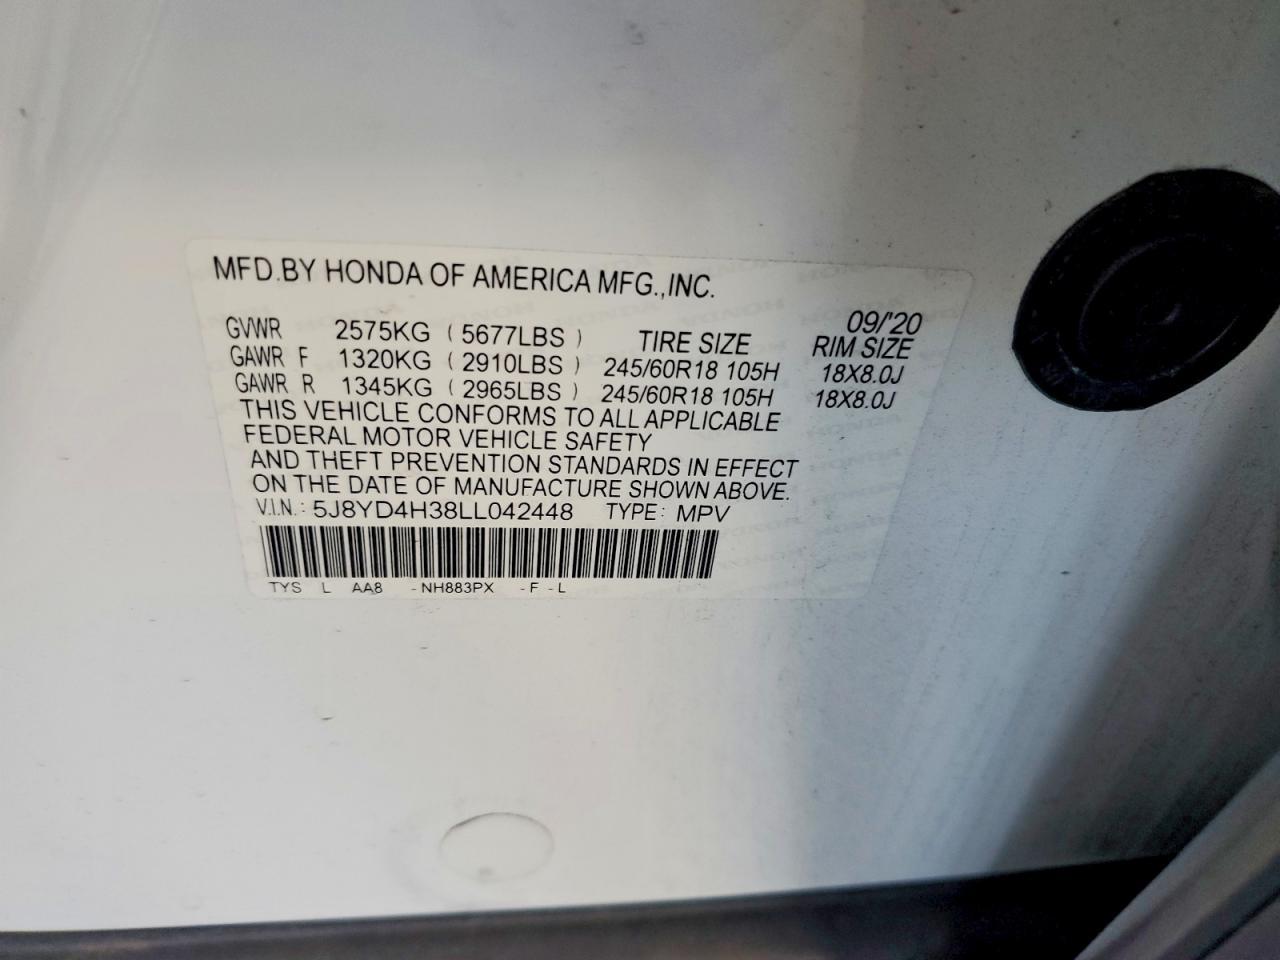 MFD.BY HONDA OF AMERICA MFG.,INC.
09/'20
GVWR 2575KG ( 5677LBS ) TIRE SIZE RIM SIZE
GAWR F 1320KG ( 2910LBS ) 245/60R18 105H 18X8.0J
GAWR R 1345KG ( 2965LBS ) 245/60R18 105H 18X8.0J
THIS VEHICLE CONFORMS TO ALL APPLICABLE
FEDERAL MOTOR VEHICLE SAFETY
AND THEFT PREVENTION STANDARDS IN EFFECT
ON THE DATE OF MANUFACTURE SHOWN ABOVE.
V.I.N.: 5J8YD4H38LL042448 TYPE: MPV
TYS L AA8 - NH883PX - F - L